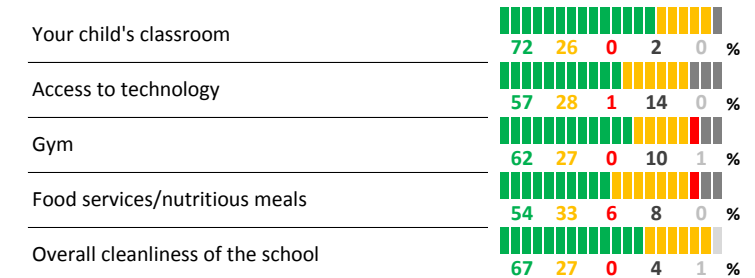 Your child's classroom
72 26 0 2 0 %
Access to technology
57 28 1 14 0 %
Gym
62 27 0 10 1 %
Food services/nutritious meals
54 33 6 8 0 %
Overall cleanliness of the school
67 27 0 4 1 %